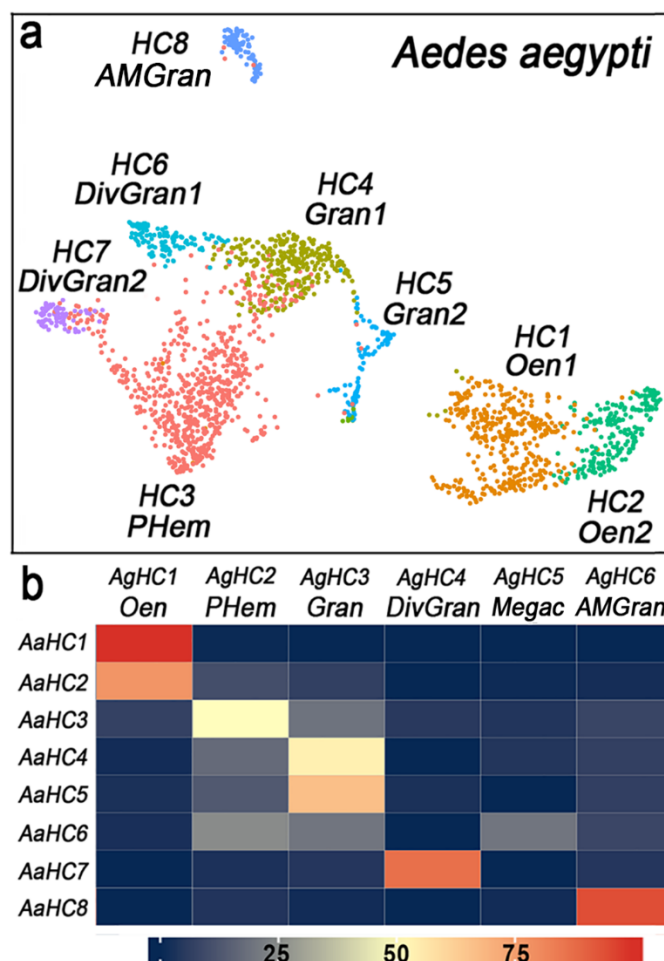 a
Aedes aegypti
HC8
AMGran
HC6
DivGran1
HC4
Gran1
HC7
DivGran2
HC5
Gran2
HC1
Oen1
HC3
PHem
HC2
Oen2
b
AgHC1 AgHC2 AgHC3 AgHC4 AgHC5 AgHC6
Oen PHem Gran DivGran Megac AMGran
AaHC1
AaHC2
AaHC3
AaHC4
AaHC5
AaHC6
AaHC7
AaHC8
25 50 75